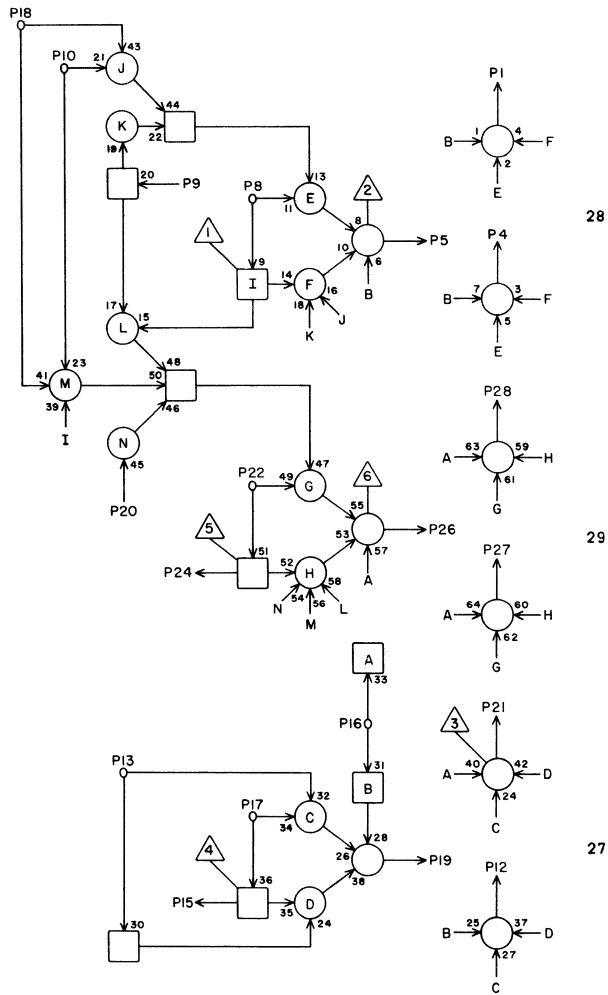 P18
43
P10
21
J
P1
44
K
22
19
1
4
B
F
2
20
P9
13
P8
2
E
E
28
11
8
P4
1
10
P5
9
6
I
14
F
B
7
3
16
B
F
18
J
5
17
15
K
E
L
48
23
41
M
50
P28
39
46
I
N
63
59
45
47
A
H
P22
6
61
49
G
G
P20
55
29
5
53
P26
P27
51
57
P24
52
H
A
58
64
60
N
54
A
H
56
L
62
M
G
A
33
P21
3
P16
P13
31
40
42
A
D
32
B
24
P17
C
C
34
28
27
4
26
P19
P12
38
36
P15
35
D
25
37
24
B
D
30
27
C